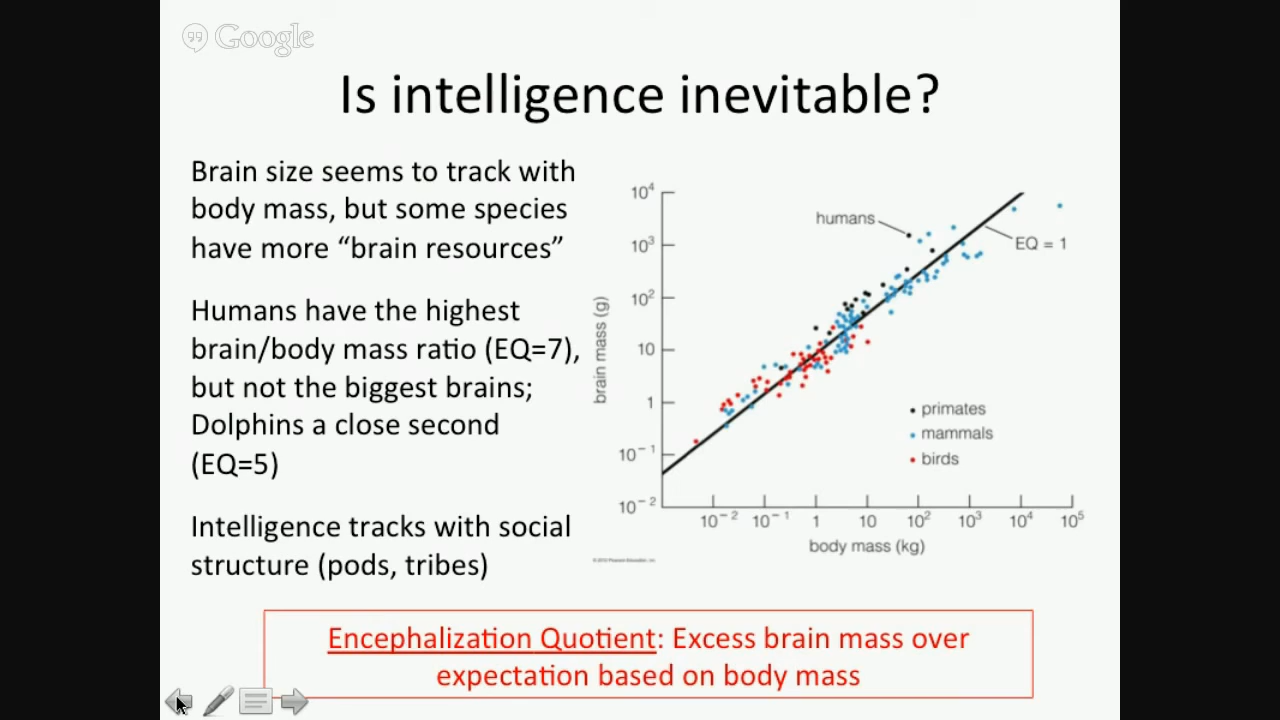 Google
Is intelligence inevitable?
Brain size seems to track with
body mass, but some species
have more “brain resources”
Humans have the highest
brain/body mass ratio (EQ=7),
but not the biggest brains;
Dolphins a close second
(EQ=5)
Intelligence tracks with social
structure (pods, tribes)
brain mass (g)
10⁴
10³
10²
10
1
10⁻¹
10⁻²
humans
EQ = 1
primates
mammals
birds
10⁻² 10⁻¹ 1 10 10² 10³ 10⁴ 10⁵
body mass (kg)
Encephalization Quotient: Excess brain mass over
expectation based on body mass